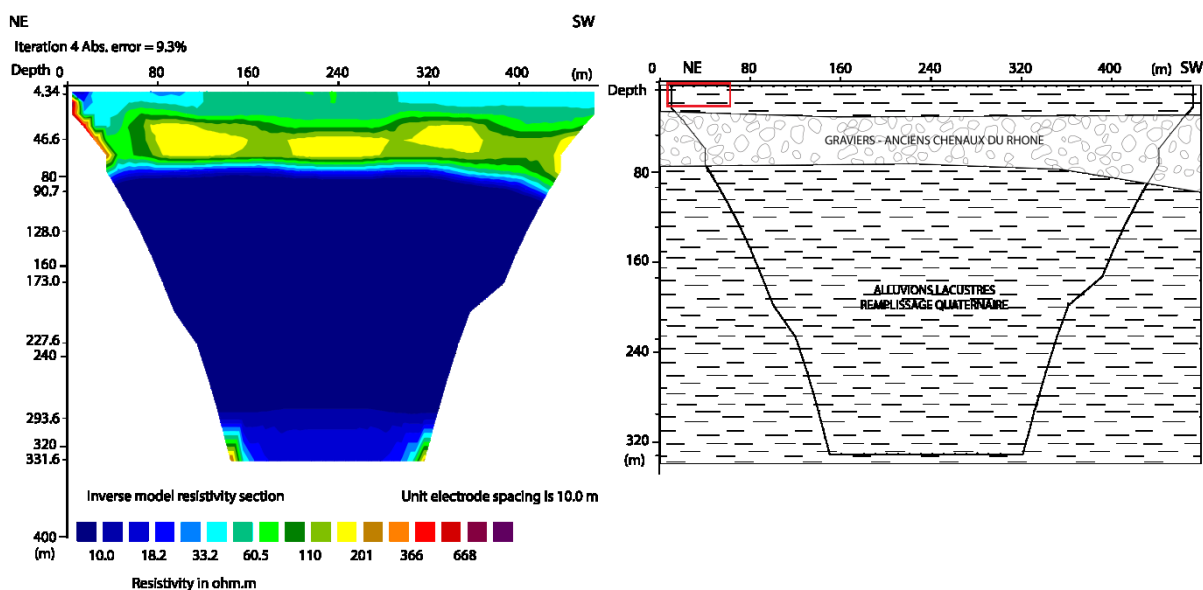 NE SW
Iteration 4 Abs. error = 9.3%
Depth 0 80 160 240 320 400 (m)
4.34
46.6
80
90.7
128.0
160
173.0
227.6
240
293.6
320
331.6
400
(m)
Inverse model resistivity section Unit electrode spacing is 10.0 m
10.0 18.2 33.2 60.5 110 201 366 668
Resistivity in ohm.m
0 NE 80 160 240 320 400 (m) SW
Depth
GRAVIERS - ANCIENS CHENAUX DU RHONE
80
160
ALLUVIONS LACUSTRES
REMPLISSAGE QUATERNAIRE
240
320
(m)